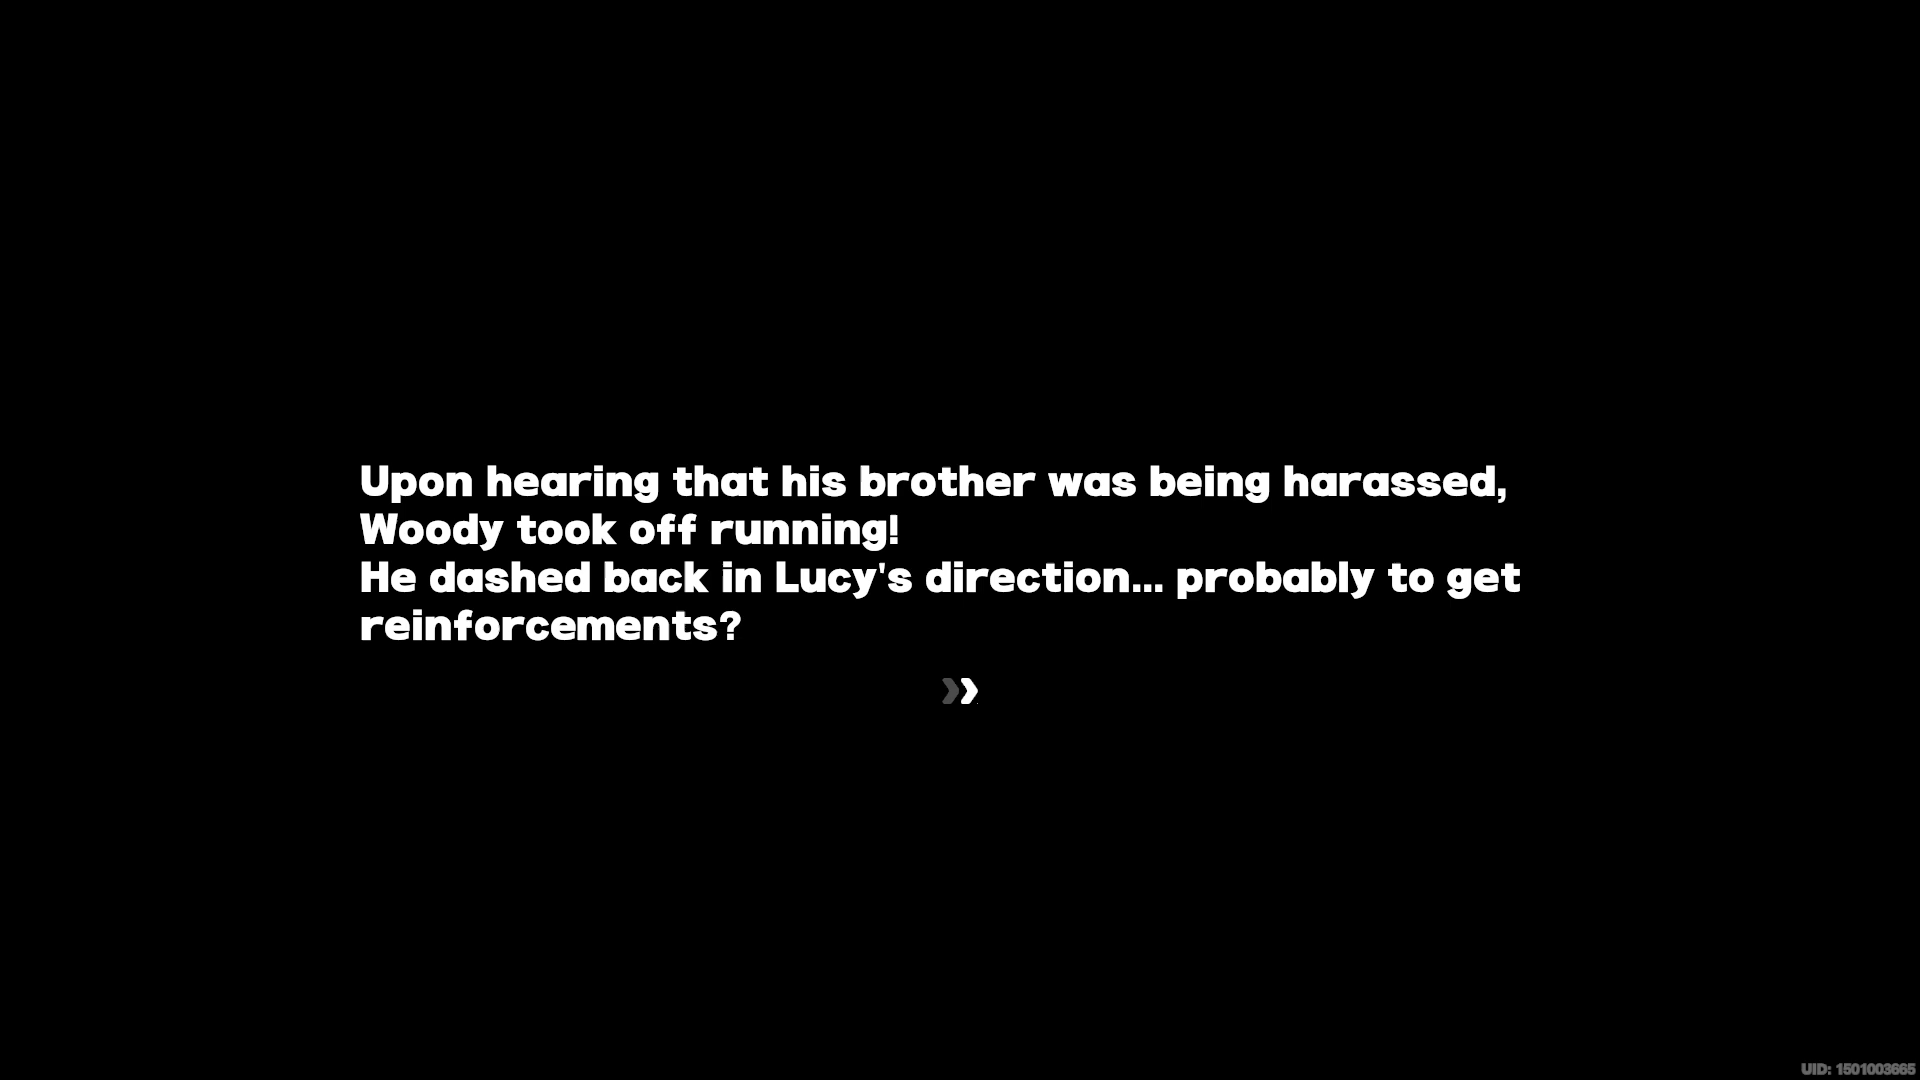 Upon hearing that his brother was being harassed,
Woody took off running!
He dashed back in Lucy's direction... probably to get
reinforcements?
UID: 1501003665